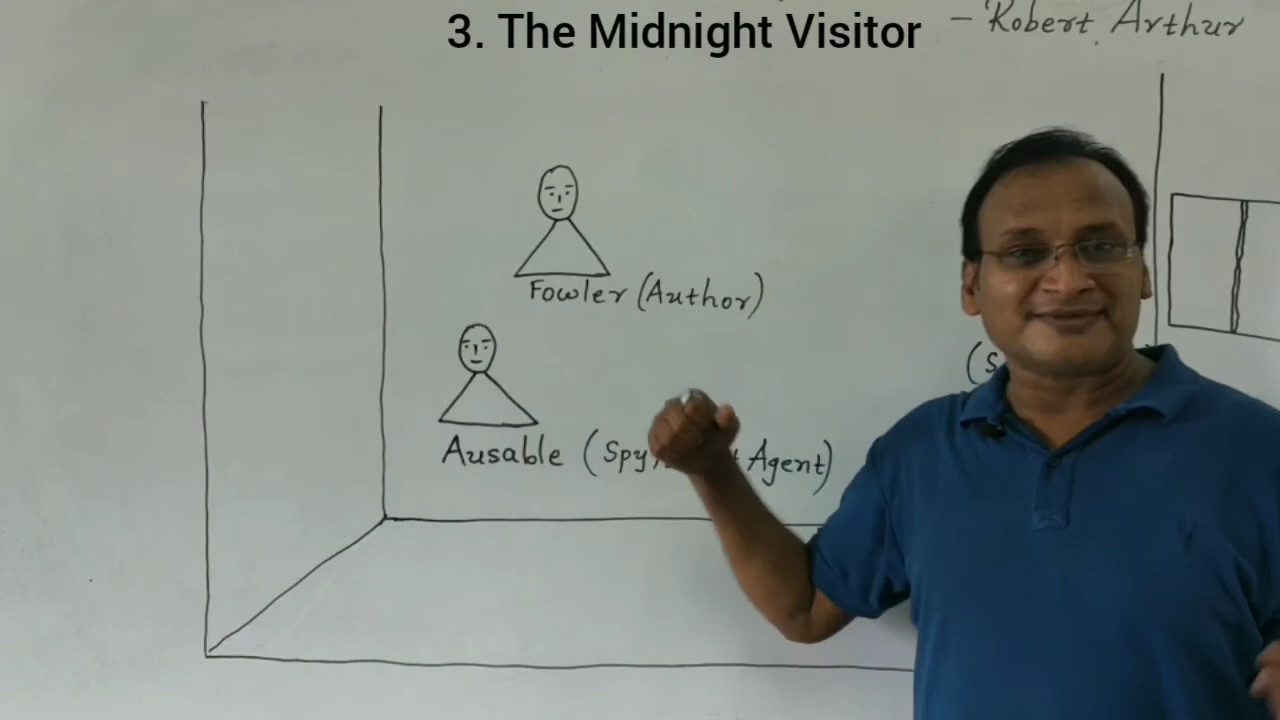 3. The Midnight Visitor - Robert Arthur
Fowler (Author)
Ausable (Spy Agent)
(S